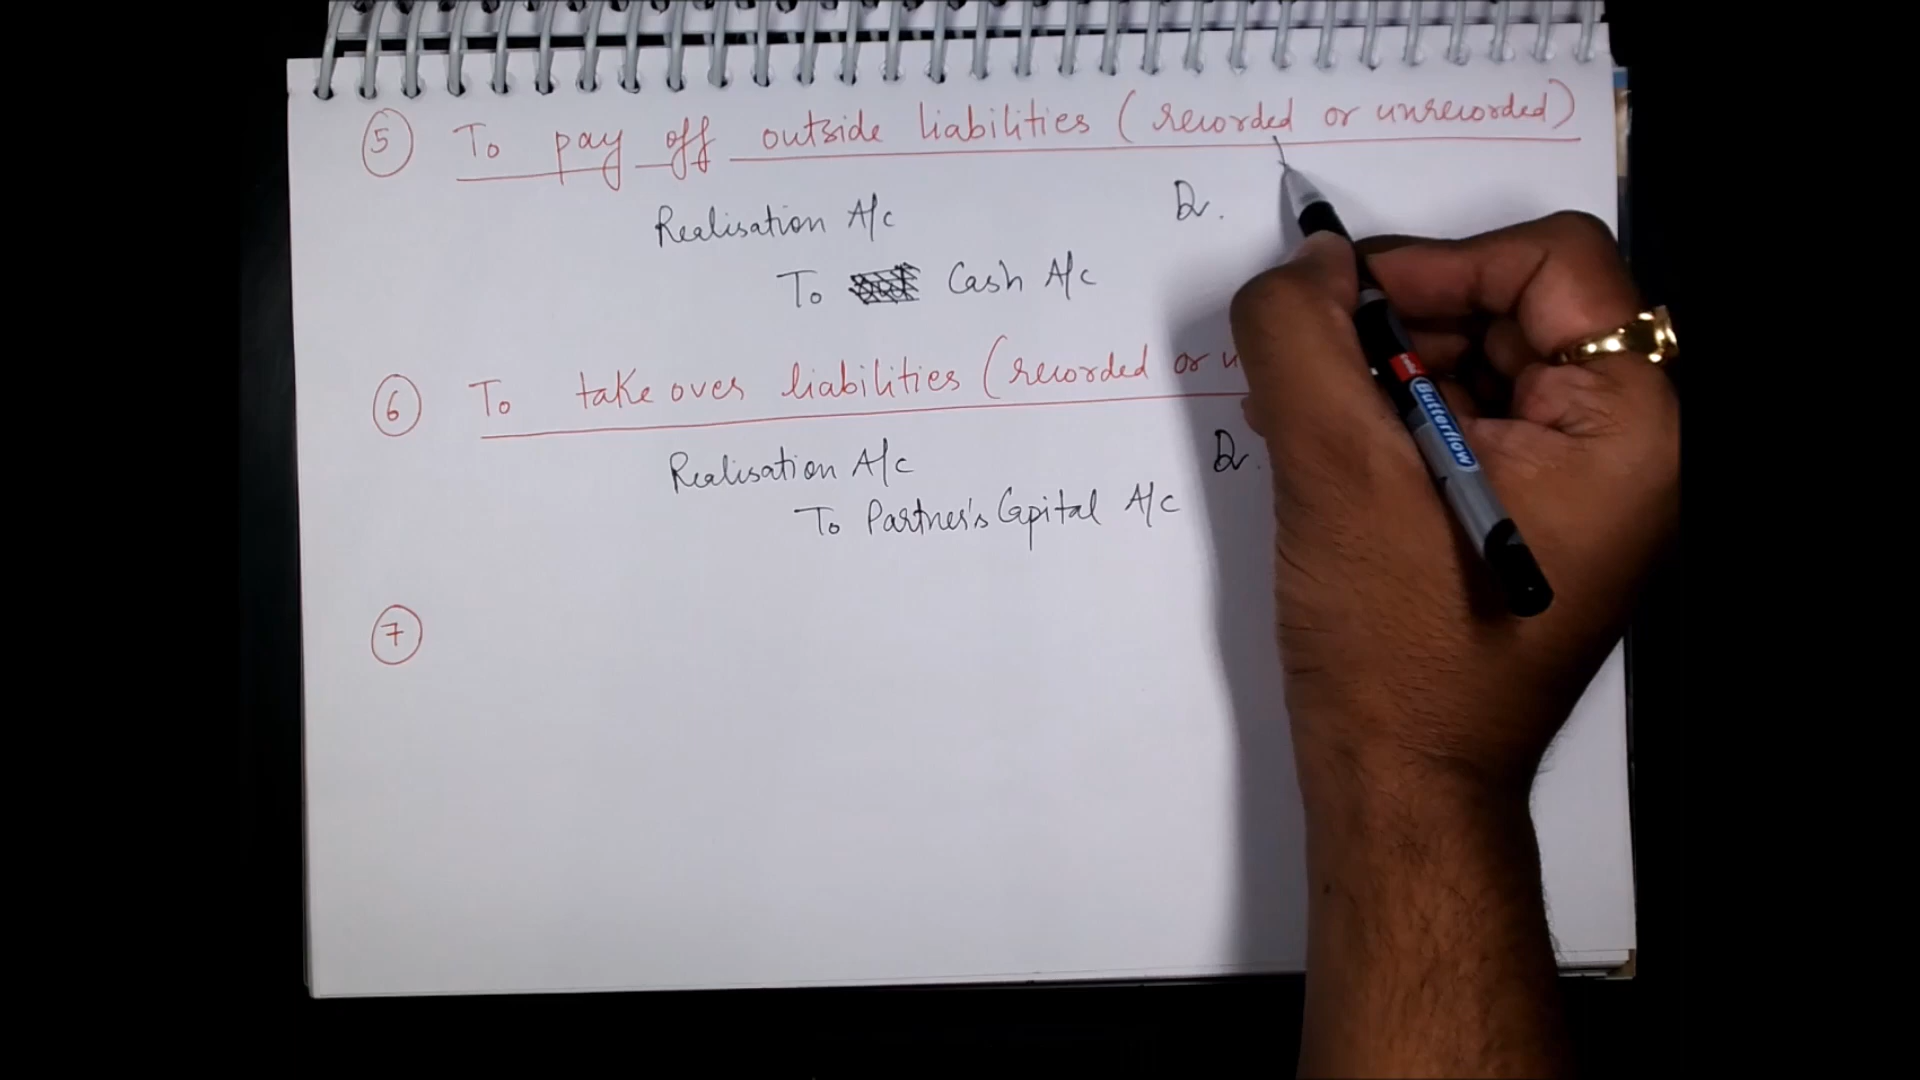 5 To pay off outside liabilities (recorded or unrecorded)
Realisation A/c Dr.
To Cash A/c
6 To take over liabilities (recorded or u
Realisation A/c Dr.
To Partner's Capital A/c
7
Butterflow